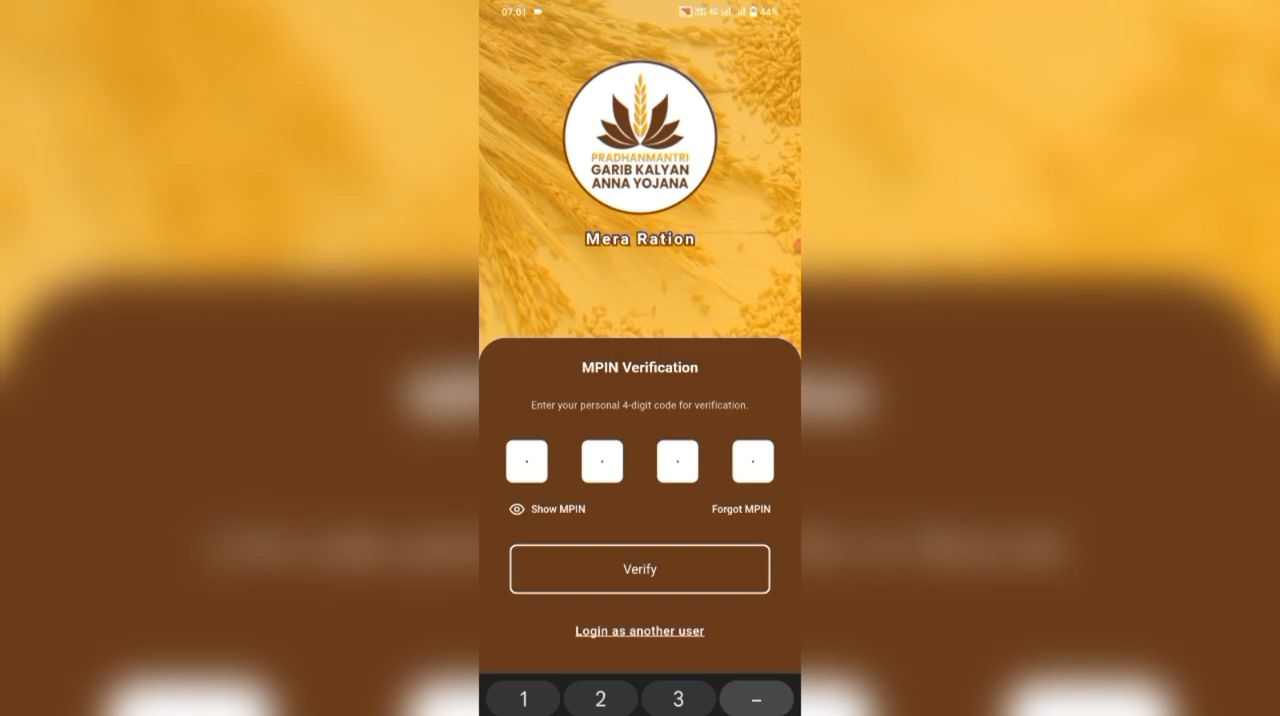 07.01
4G
44%
PRADHANMANTRI
GARIB KALYAN
ANNA YOJANA
Mera Ration
MPIN Verification
Enter your personal 4-digit code for verification.
Show MPIN
Forgot MPIN
Verify
Login as another user
1 2 3 –